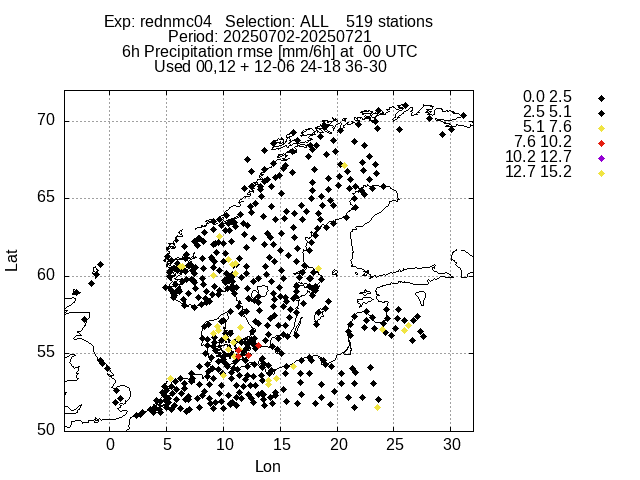 Exp: rednmc04   Selection: ALL    519 stations
Period: 20250702-20250721
6h Precipitation rmse [mm/6h] at  00 UTC
Used 00,12 + 12-06 24-18 36-30
0.0 2.5
2.5 5.1
5.1 7.6
7.6 10.2
10.2 12.7
12.7 15.2
70
65
60
55
50
Lat
0 5 10 15 20 25 30
Lon